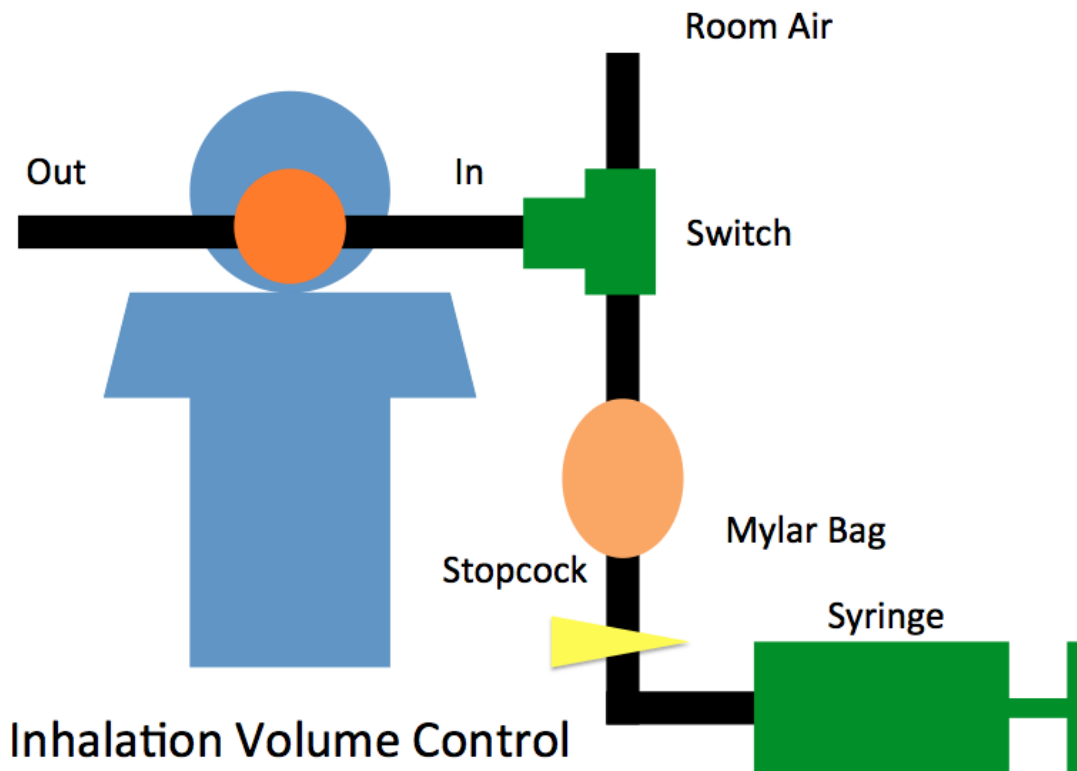 Room Air
Out
In
Switch
Mylar Bag
Stopcock
Syringe
Inhalation Volume Control